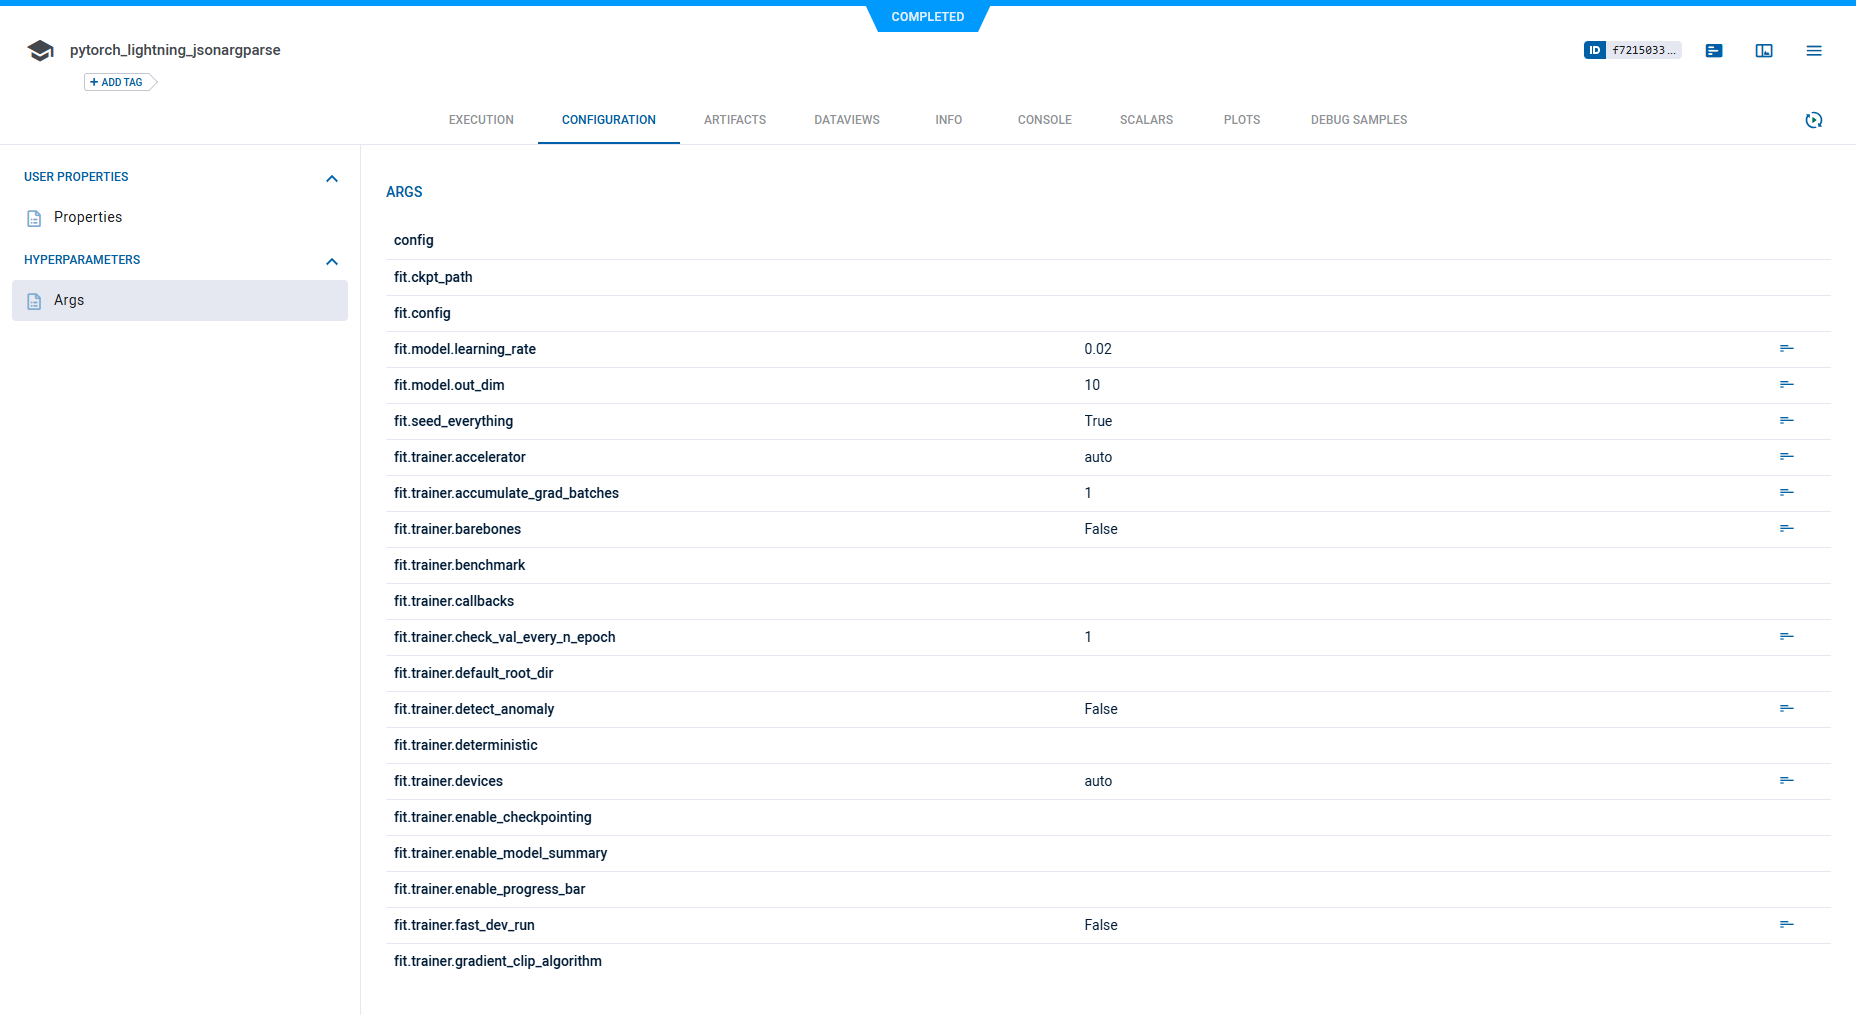 COMPLETED
pytorch_lightning_jsonargparse
ID f7215033...
+ ADD TAG
EXECUTION CONFIGURATION ARTIFACTS DATAVIEWS INFO CONSOLE SCALARS PLOTS DEBUG SAMPLES
USER PROPERTIES
Properties
HYPERPARAMETERS
Args
ARGS
config
fit.ckpt_path
fit.config
fit.model.learning_rate 0.02
fit.model.out_dim 10
fit.seed_everything True
fit.trainer.accelerator auto
fit.trainer.accumulate_grad_batches 1
fit.trainer.barebones False
fit.trainer.benchmark
fit.trainer.callbacks
fit.trainer.check_val_every_n_epoch 1
fit.trainer.default_root_dir
fit.trainer.detect_anomaly False
fit.trainer.deterministic
fit.trainer.devices auto
fit.trainer.enable_checkpointing
fit.trainer.enable_model_summary
fit.trainer.enable_progress_bar
fit.trainer.fast_dev_run False
fit.trainer.gradient_clip_algorithm